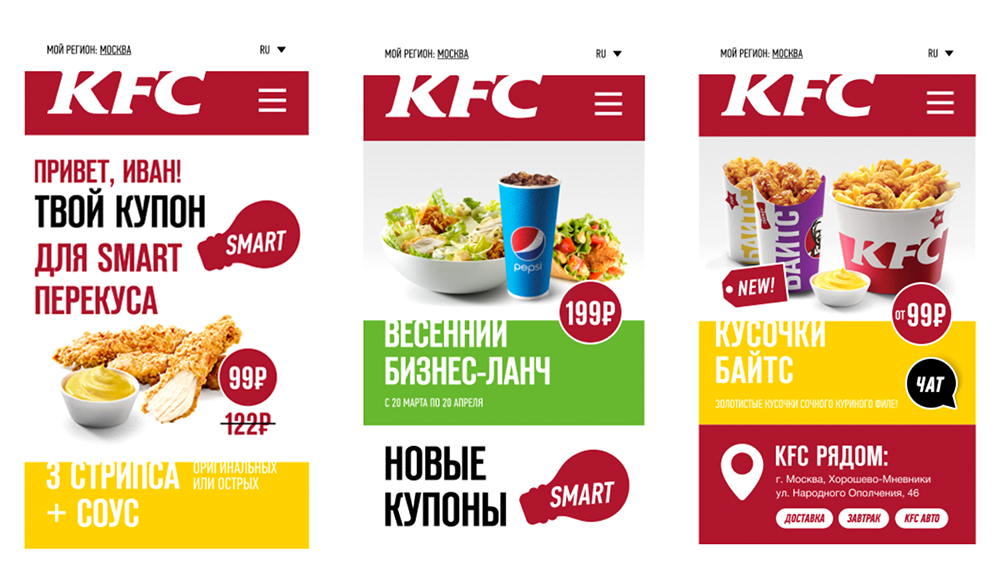 МОЙ РЕГИОН: МОСКВА
RU
KFC
ПРИВЕТ, ИВАН!
ТВОЙ КУПОН
ДЛЯ SMART
ПЕРЕКУСА
SMART
99₽
122₽
3 СТРИПСА
+ СОУС
ОРИГИНАЛЬНЫХ
ИЛИ ОСТРЫХ
МОЙ РЕГИОН: МОСКВА
RU
KFC
pepsi
199₽
ВЕСЕННИЙ
БИЗНЕС-ЛАНЧ
С 20 МАРТА ПО 20 АПРЕЛЯ
НОВЫЕ
КУПОНЫ
SMART
МОЙ РЕГИОН: МОСКВА
RU
KFC
БАЙТС
БАЙТС
KFC
NEW!
ОТ 99₽
КУСОЧКИ
БАЙТС
ЧАТ
ЗОЛОТИСТЫЕ КУСОЧКИ СОЧНОГО КУРИНОГО ФИЛЕ!
KFC РЯДОМ:
г. Москва, Хорошево-Мневники
ул. Народного Ополчения, 46
ДОСТАВКА
ЗАВТРАК
KFC АВТО